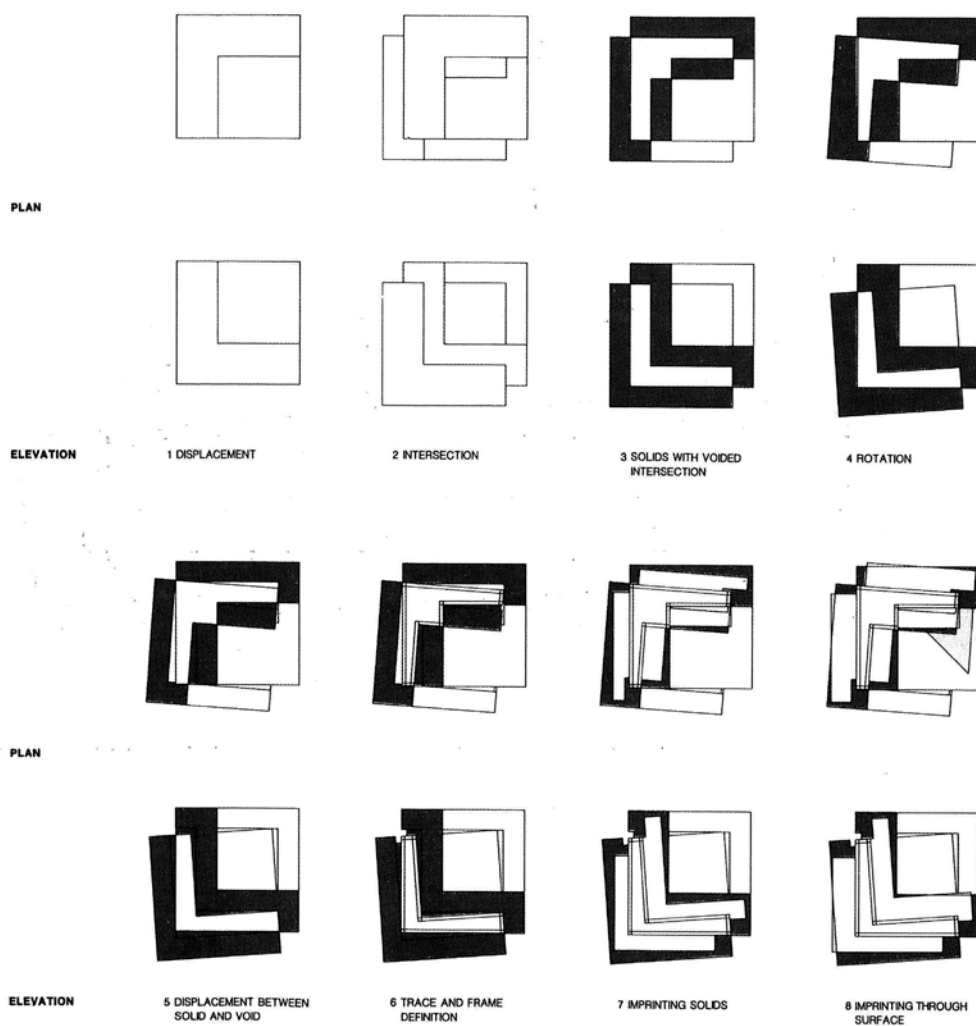 PLAN
ELEVATION
1 DISPLACEMENT
2 INTERSECTION
3 SOLIDS WITH VOIDED
INTERSECTION
4 ROTATION
PLAN
ELEVATION
5 DISPLACEMENT BETWEEN
SOLID AND VOID
6 TRACE AND FRAME
DEFINITION
7 IMPRINTING SOLIDS
8 IMPRINTING THROUGH
SURFACE